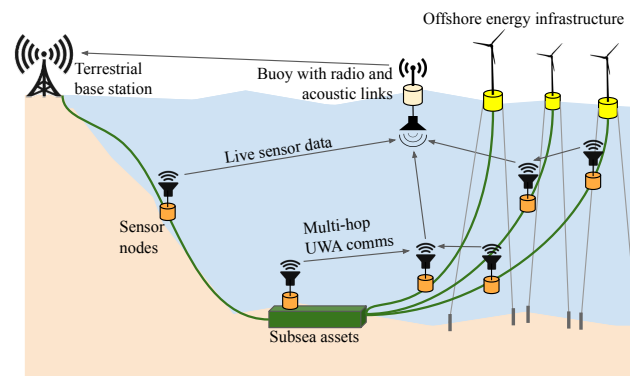 Offshore energy infrastructure
Terrestrial
base station
Buoy with radio and
acoustic links
Live sensor data
Sensor
nodes
Multi-hop
UWA comms
Subsea assets